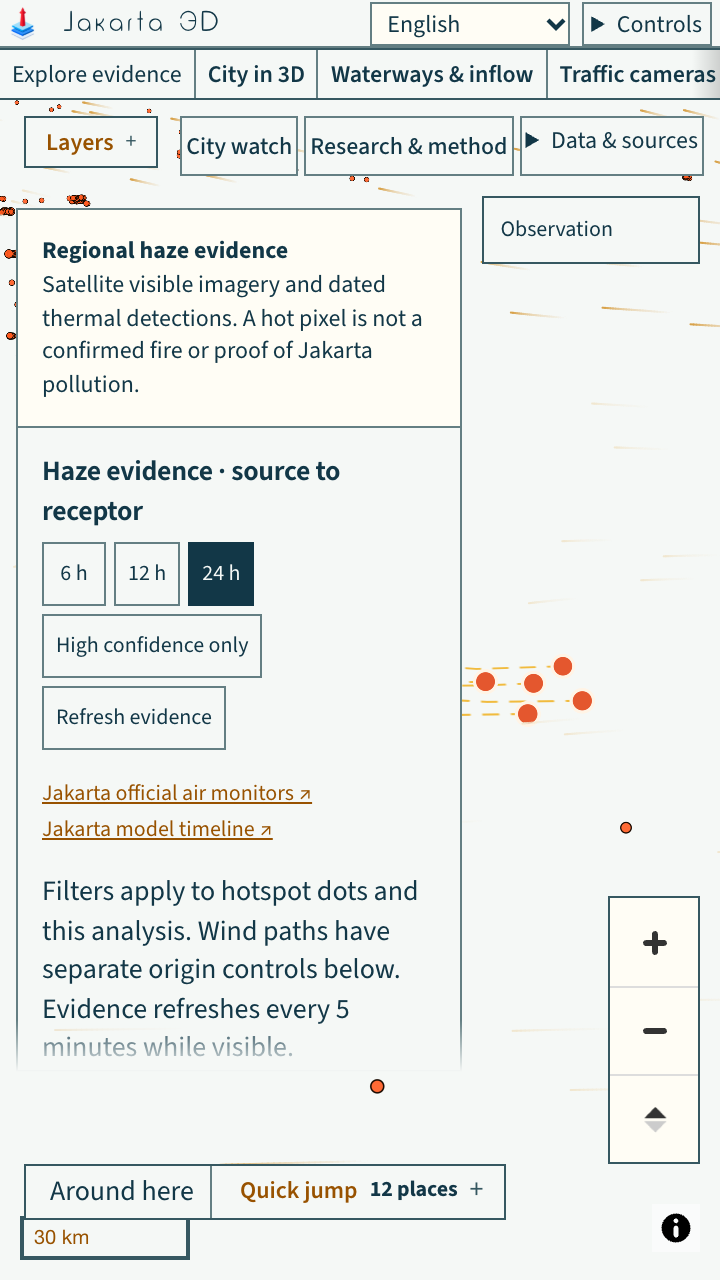 Jakarta 3D
English
Controls
Explore evidence
City in 3D
Waterways & inflow
Traffic cameras
Layers +
City watch
Research & method
Data & sources
Observation
Regional haze evidence
Satellite visible imagery and dated
thermal detections. A hot pixel is not a
confirmed fire or proof of Jakarta
pollution.
Haze evidence · source to
receptor
6 h
12 h
24 h
High confidence only
Refresh evidence
Jakarta official air monitors ↗
Jakarta model timeline ↗
Filters apply to hotspot dots and
this analysis. Wind paths have
separate origin controls below.
Evidence refreshes every 5
minutes while visible.
Around here
Quick jump 12 places +
30 km